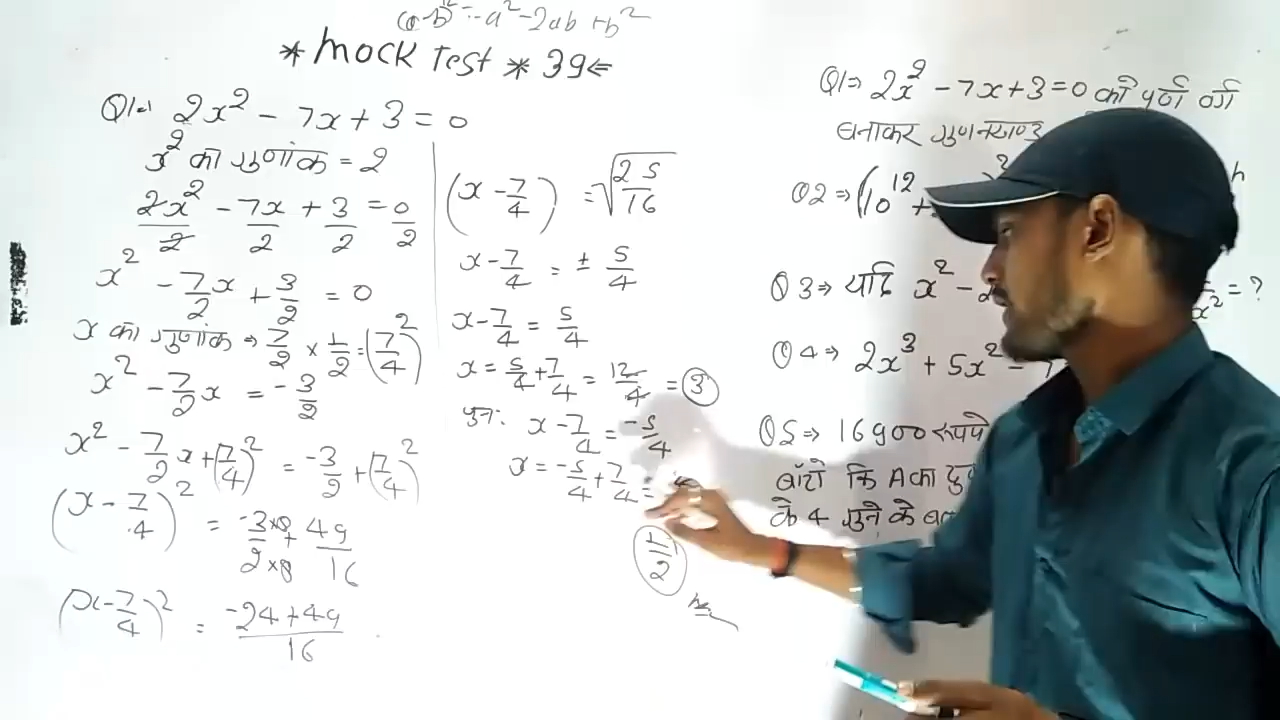 (a-b)² = a² - 2ab + b²
* Mock Test * 39 ⇐
Q1⇒ 2x² - 7x + 3 = 0
x² का गुणांक = 2
2x²/2 - 7x/2 + 3/2 = 0/2
x² - 7/2 x + 3/2 = 0
x का गुणांक ⇒ 7/2 × 1/2 = (7/4)²
x² - 7/2 x = -3/2
x² - 7/2 x + (7/4)² = -3/2 + (7/4)²
(x - 7/4)² = -3×8/2×8 + 49/16
(x - 7/4)² = -24+49/16
(x - 7/4) = √25/16
x - 7/4 = ± 5/4
x - 7/4 = 5/4
x = 5/4 + 7/4 = 12/4 = 3
पुनः x - 7/4 = -5/4
x = -5/4 + 7/4 =
1/2
Q1⇒ 2x² - 7x + 3 = 0 को पूर्ण वर्ग
बनाकर गुणनखण्ड
Q2⇒ (10¹² +
Q3⇒ यदि x² -
= ?
Q4⇒ 2x³ + 5x² - 7
Q5⇒ 16900 रूपये
बाँटो कि A का
के 4 गुने के